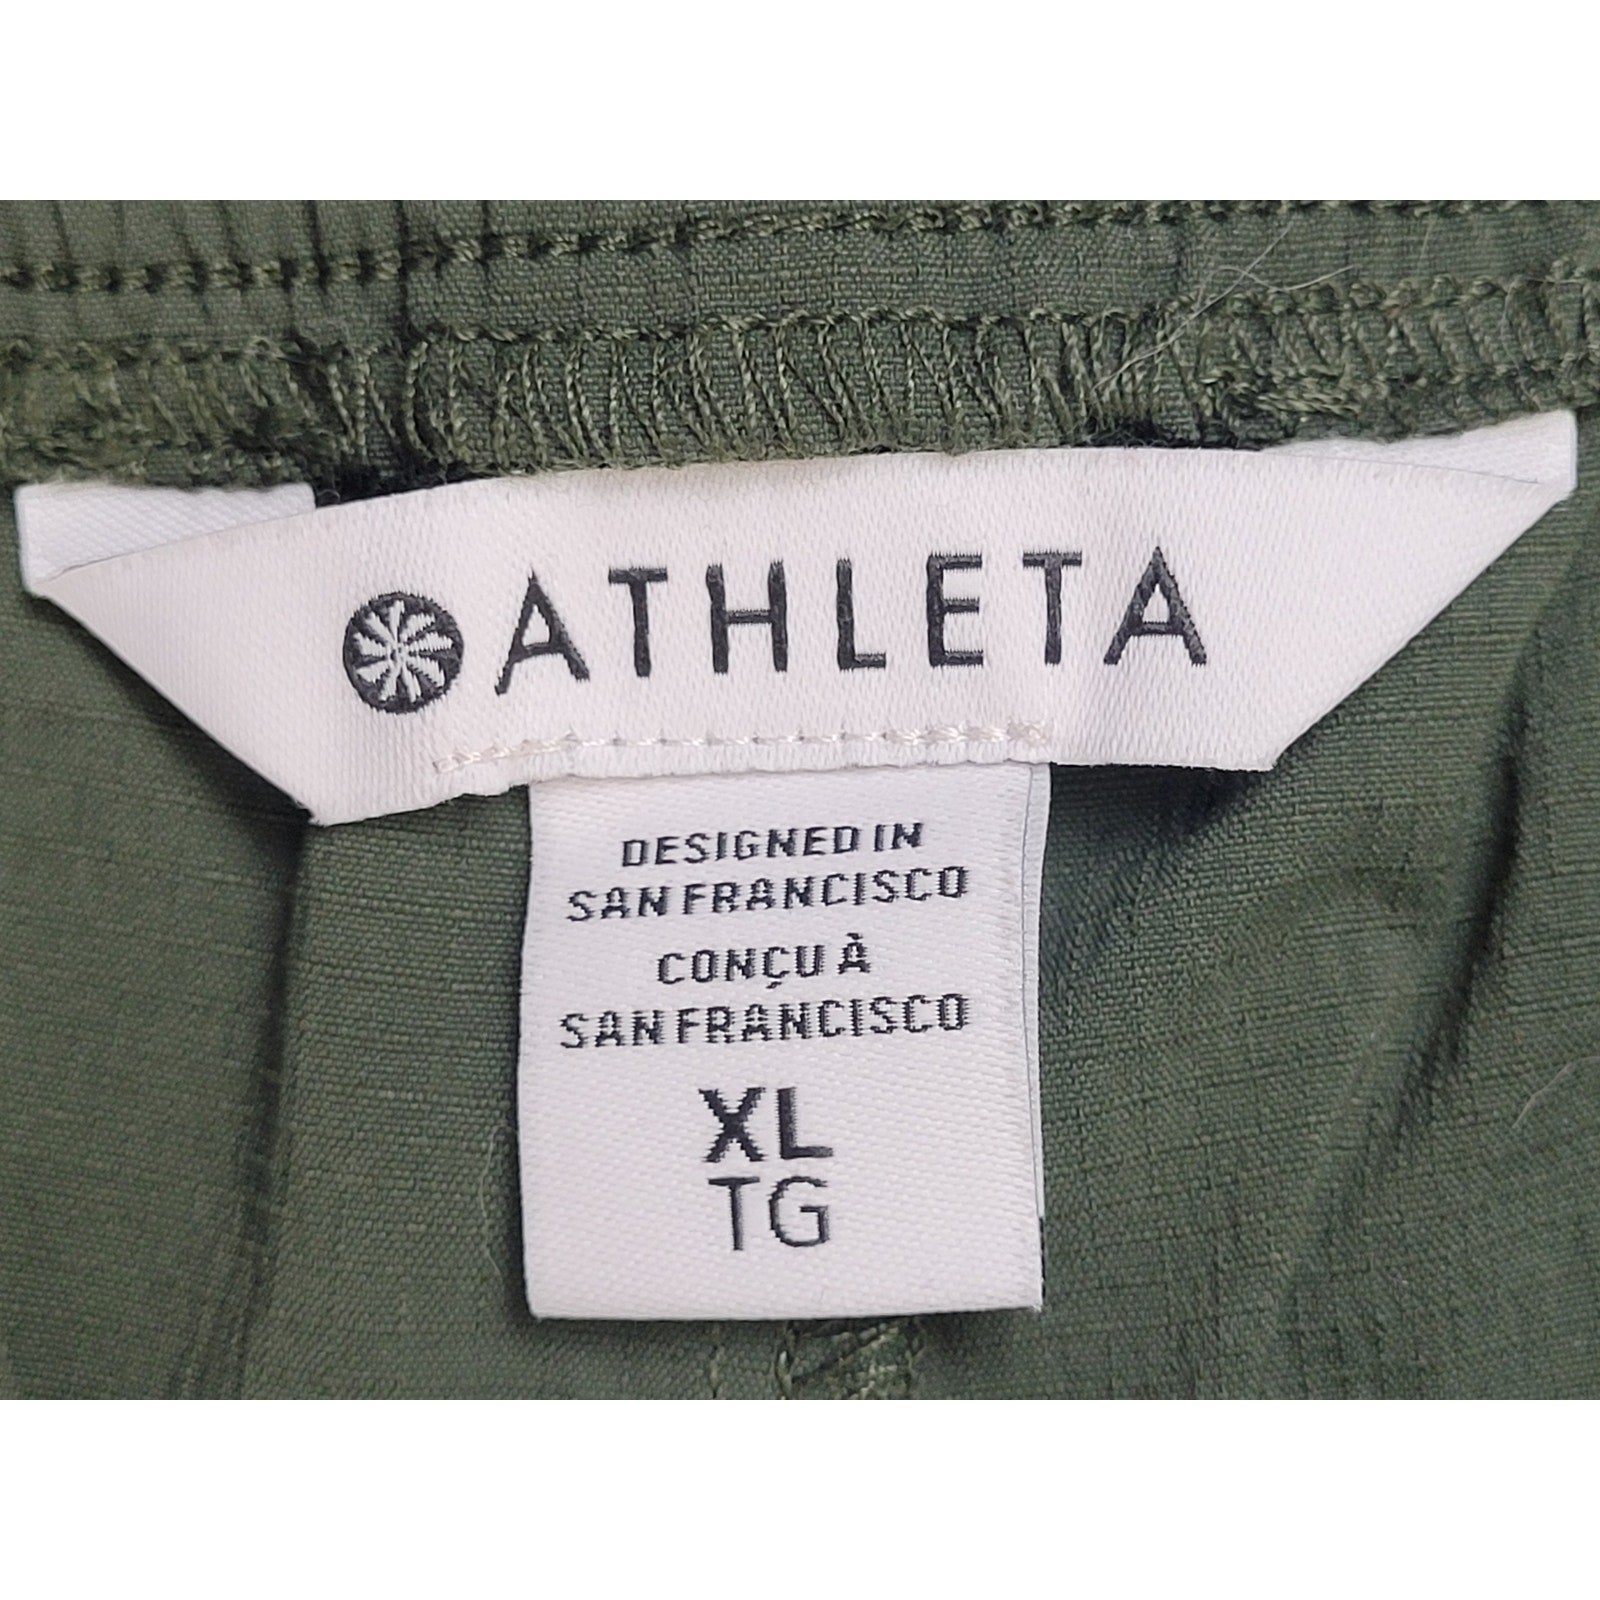 ATHLETA
DESIGNED IN
SAN FRANCISCO
CONÇU À
SAN FRANCISCO
XL
TG